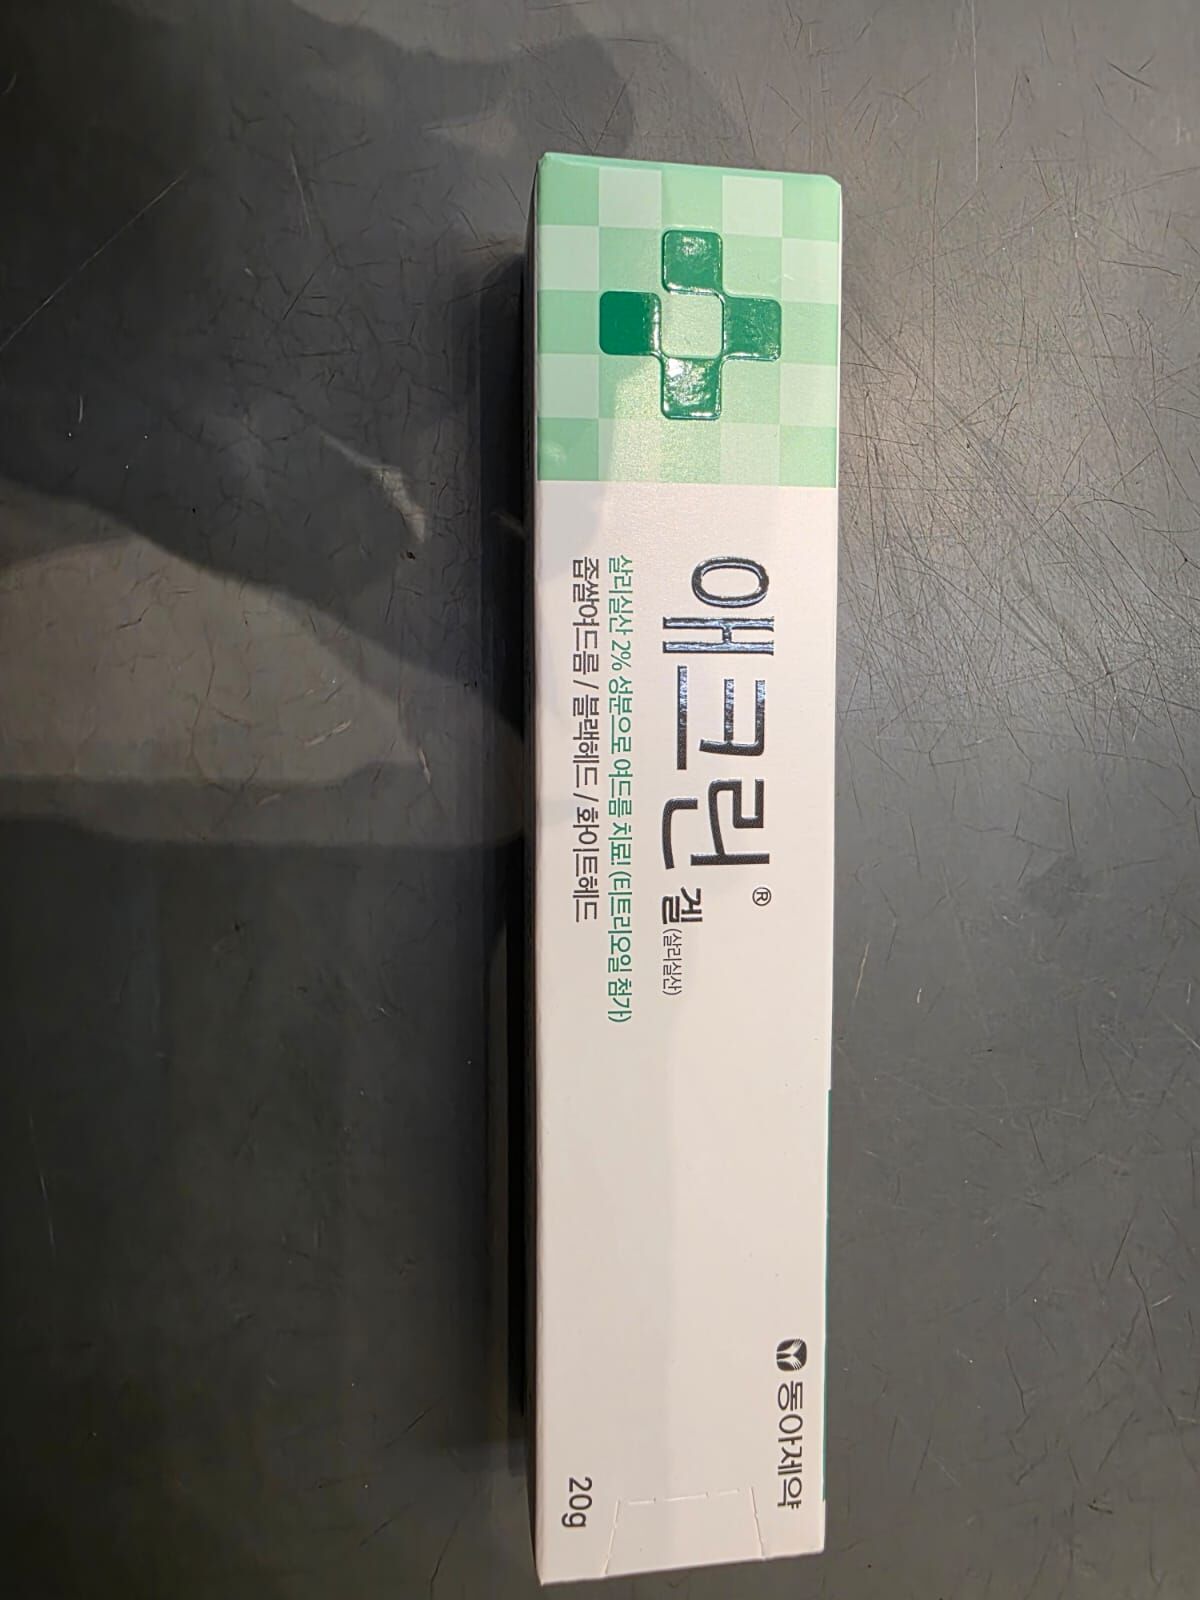 애크린® 겔 (살리실산)
살리실산 2% 성분으로 여드름 치료! (티트리오일 첨가)
좁쌀여드름 / 블랙헤드 / 화이트헤드
동아제약
20g